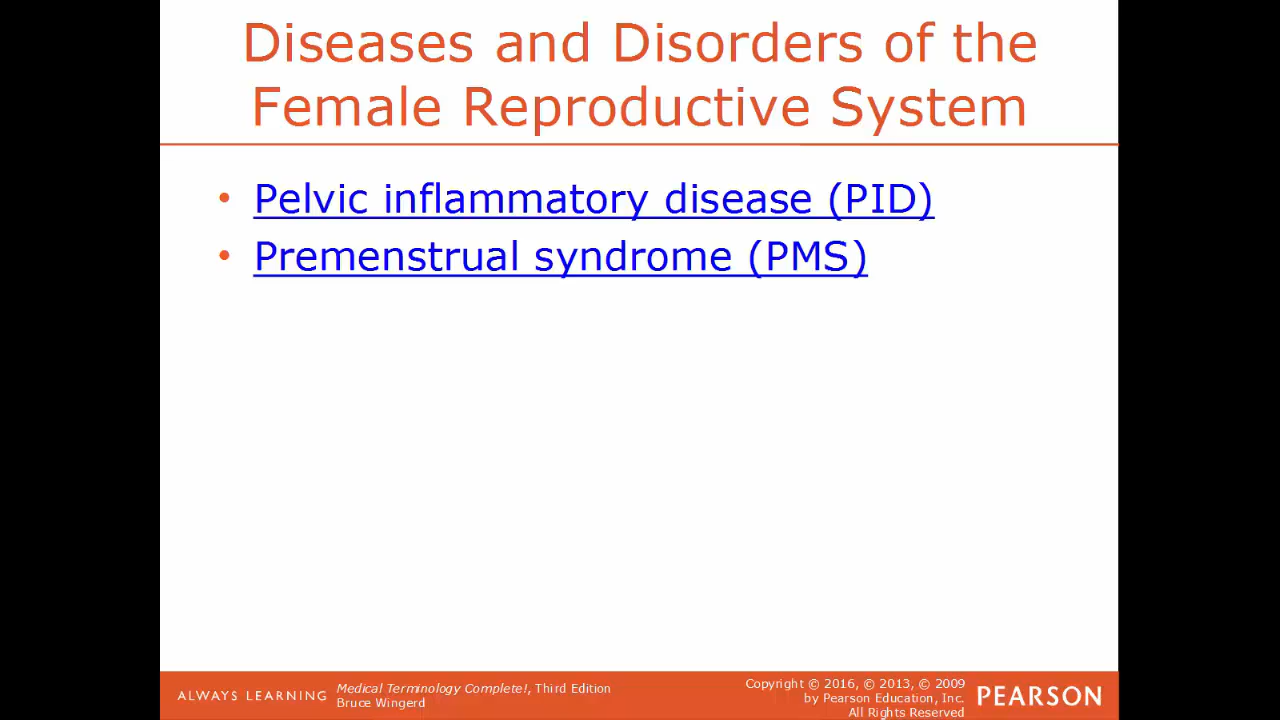 Diseases and Disorders of the
Female Reproductive System
• Pelvic inflammatory disease (PID)
• Premenstrual syndrome (PMS)
ALWAYS LEARNING
Medical Terminology Complete!, Third Edition
Bruce Wingerd
Copyright © 2016, © 2013, © 2009
by Pearson Education, Inc.
All Rights Reserved
PEARSON